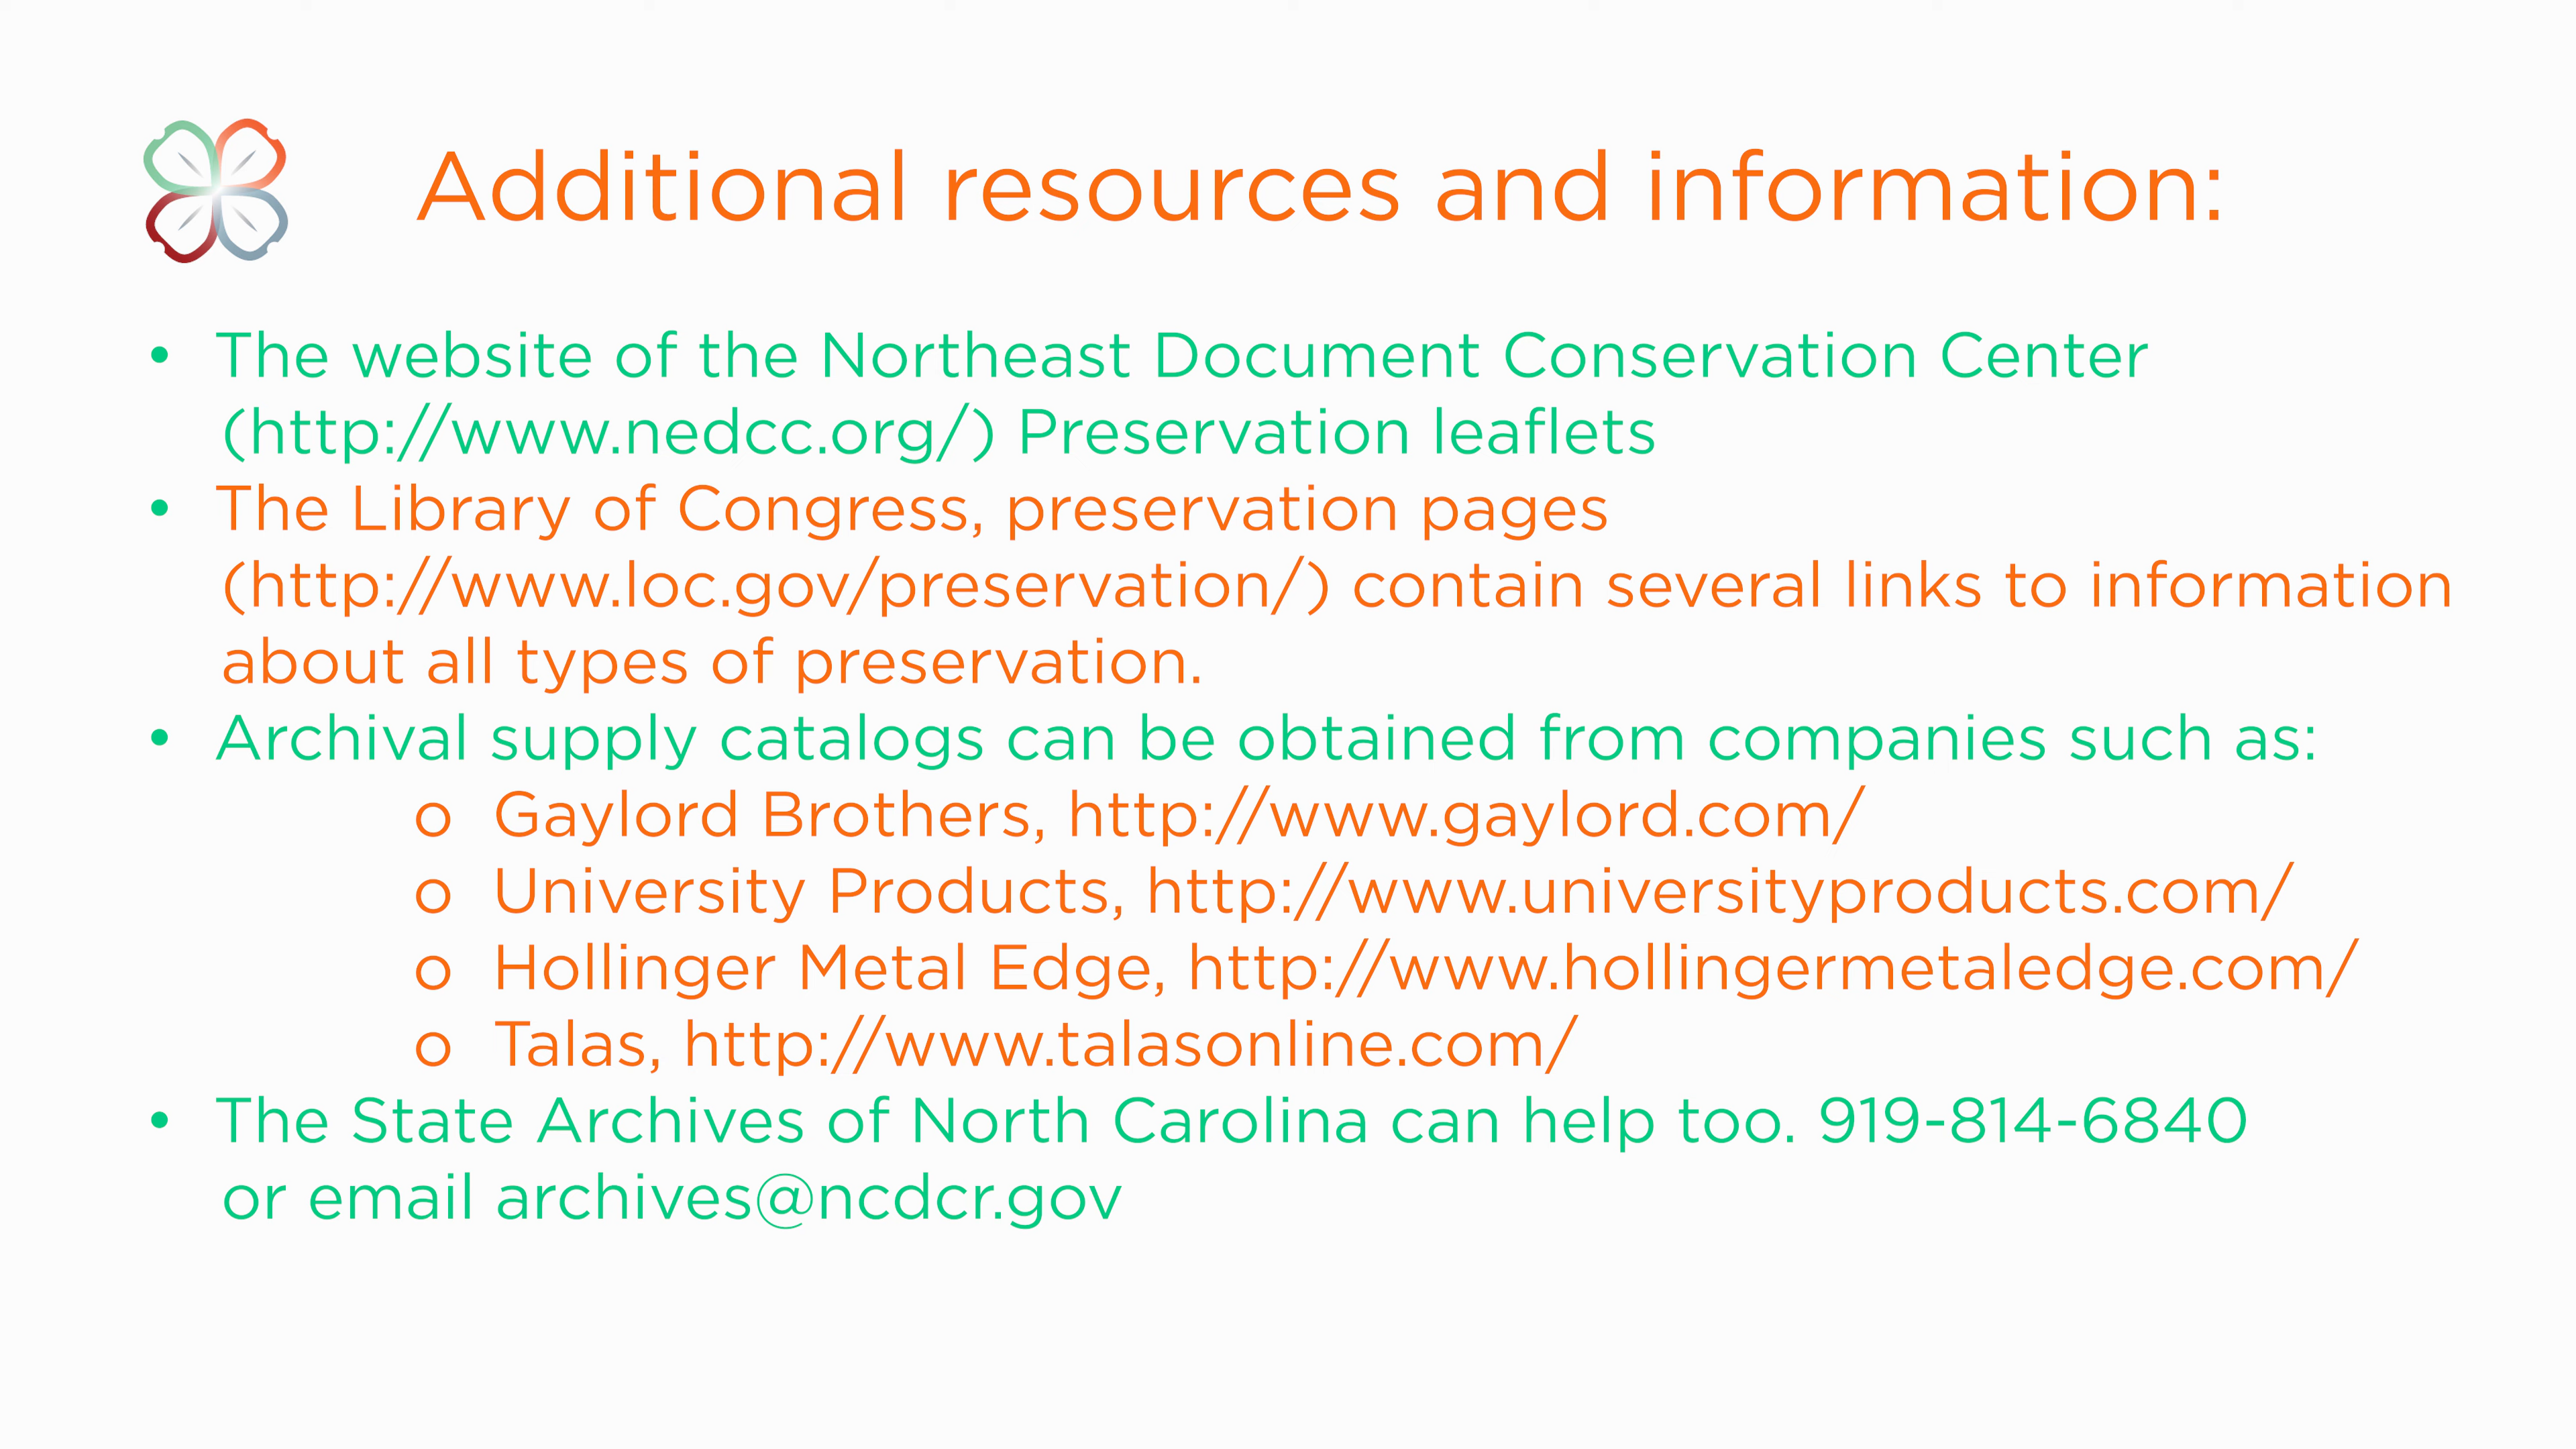 Additional resources and information:
• The website of the Northeast Document Conservation Center
(http://www.nedcc.org/) Preservation leaflets
• The Library of Congress, preservation pages
(http://www.loc.gov/preservation/) contain several links to information
about all types of preservation.
• Archival supply catalogs can be obtained from companies such as:
o Gaylord Brothers, http://www.gaylord.com/
o University Products, http://www.universityproducts.com/
o Hollinger Metal Edge, http://www.hollingermetaledge.com/
o Talas, http://www.talasonline.com/
• The State Archives of North Carolina can help too. 919-814-6840
or email archives@ncdcr.gov